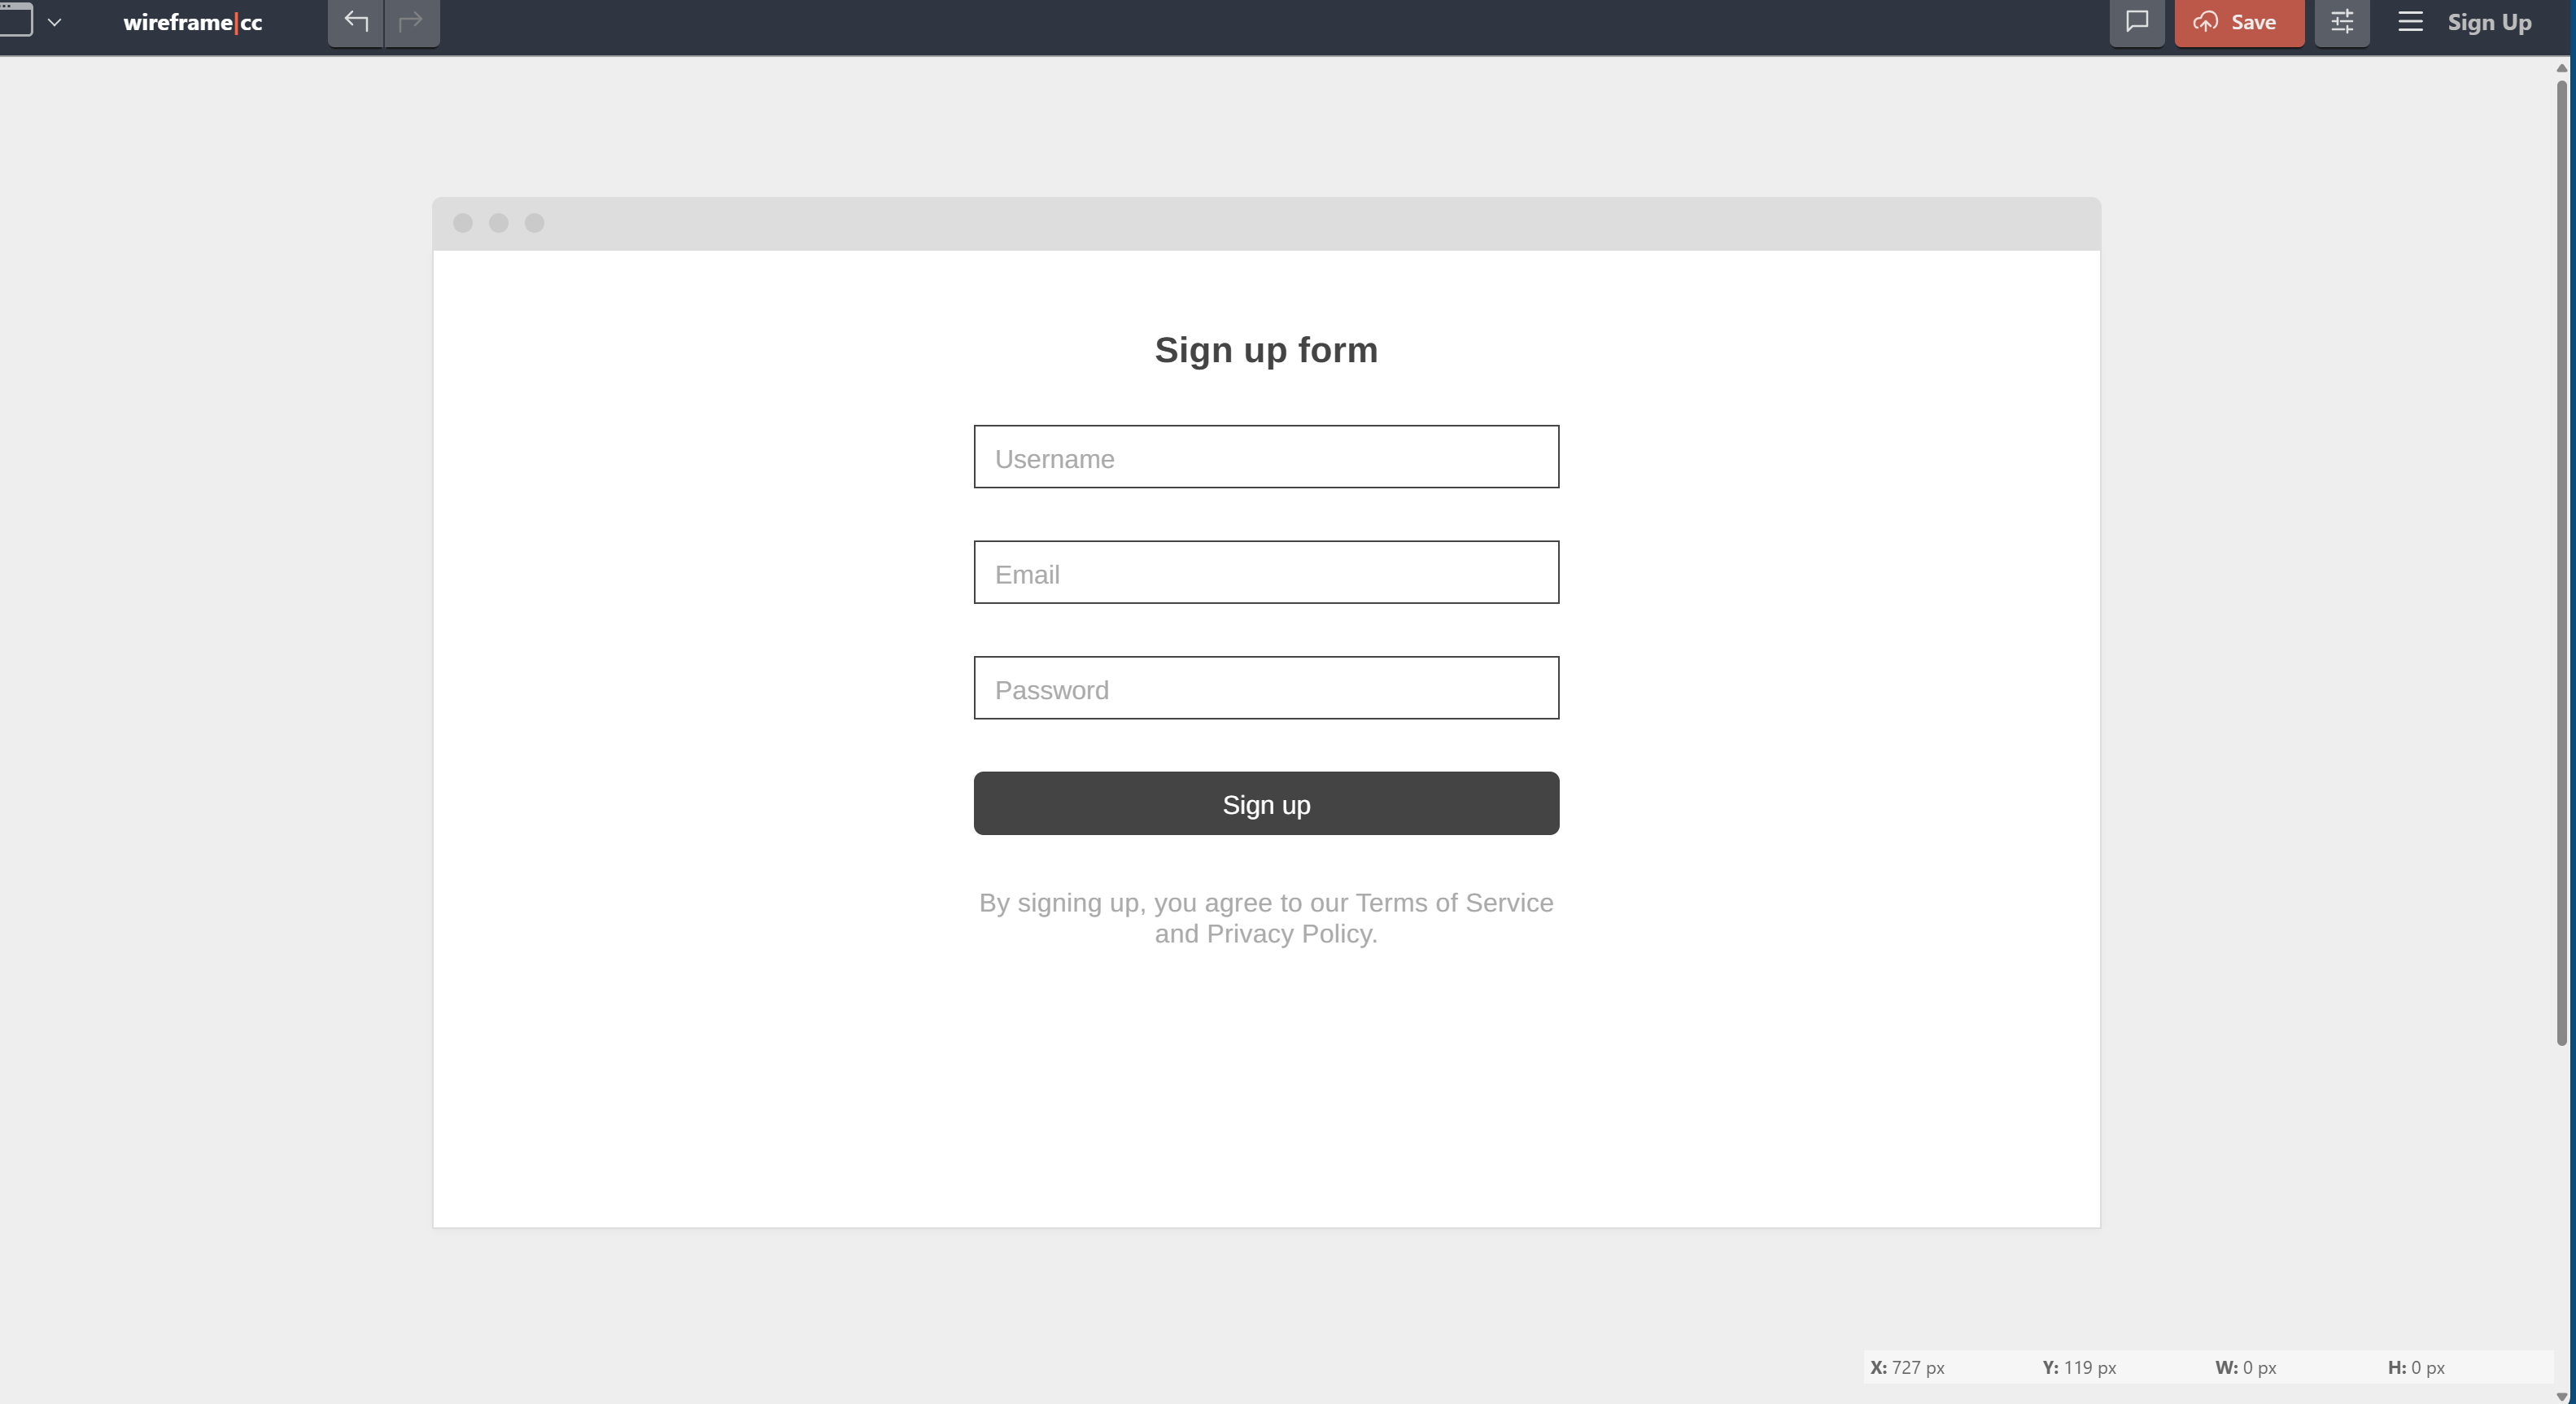 wireframe|cc
Save
Sign Up
Sign up form
Username
Email
Password
Sign up
By signing up, you agree to our Terms of Service
and Privacy Policy.
X: 727 px Y: 119 px W: 0 px H: 0 px